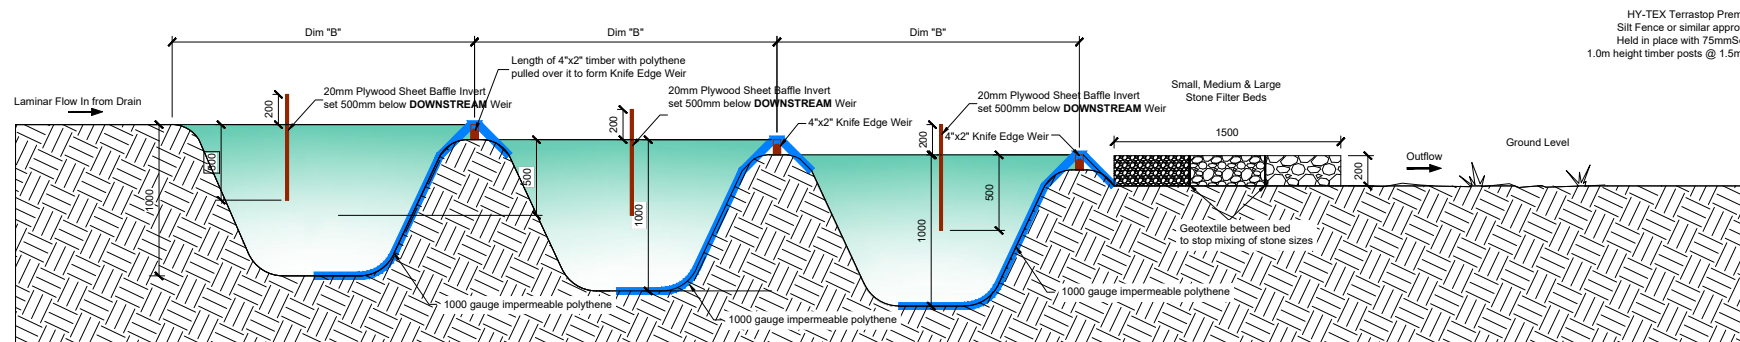 HY-TEX Terrastop Prem
Silt Fence or similar appro
Held in place with 75mmS
1.0m height timber posts @ 1.5m
Dim "B"
Dim "B"
Dim "B"
Length of 4"x2" timber with polythene
pulled over it to form Knife Edge Weir
Laminar Flow In from Drain
200
20mm Plywood Sheet Baffle Invert
set 500mm below DOWNSTREAM Weir
20mm Plywood Sheet Baffle Invert
set 500mm below DOWNSTREAM Weir
200
4"x2" Knife Edge Weir
20mm Plywood Sheet Baffle Invert
set 500mm below DOWNSTREAM Weir
200
4"x2" Knife Edge Weir
Small, Medium & Large
Stone Filter Beds
1500
200
Outflow
Ground Level
1000
500
1000
500
1000
Geotextile between bed
to stop mixing of stone sizes
1000 gauge impermeable polythene
1000 gauge impermeable polythene
1000 gauge impermeable polythene